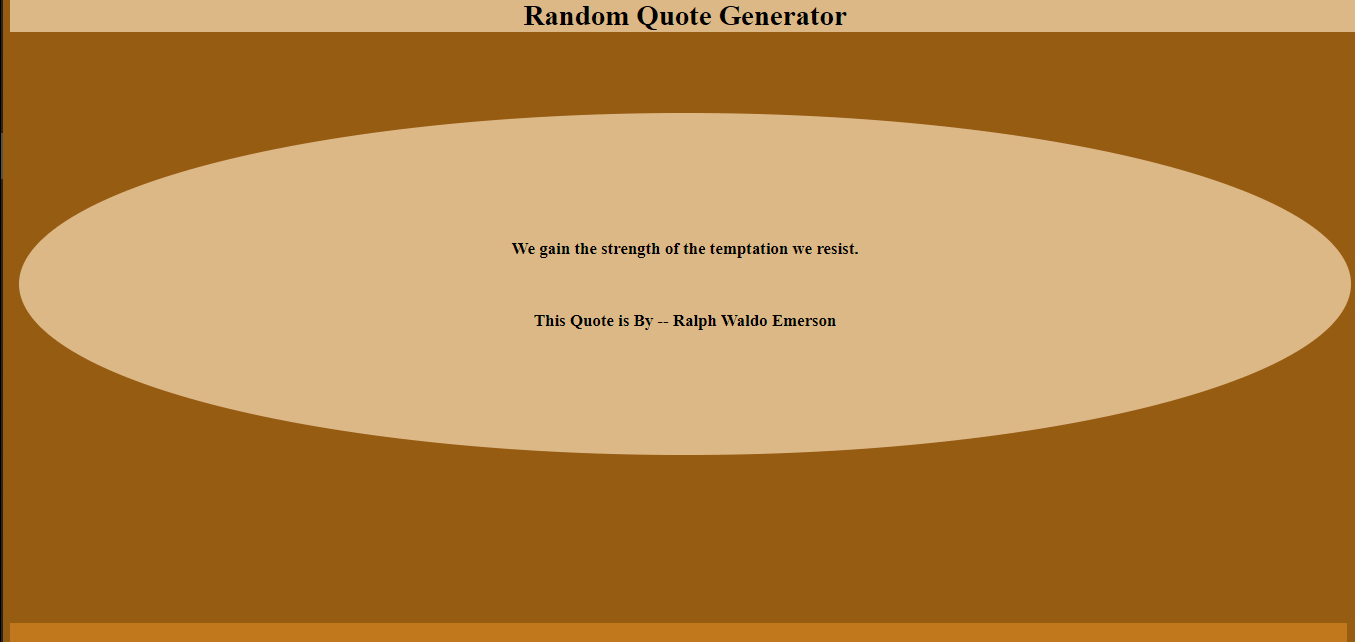 Random Quote Generator
We gain the strength of the temptation we resist.
This Quote is By -- Ralph Waldo Emerson